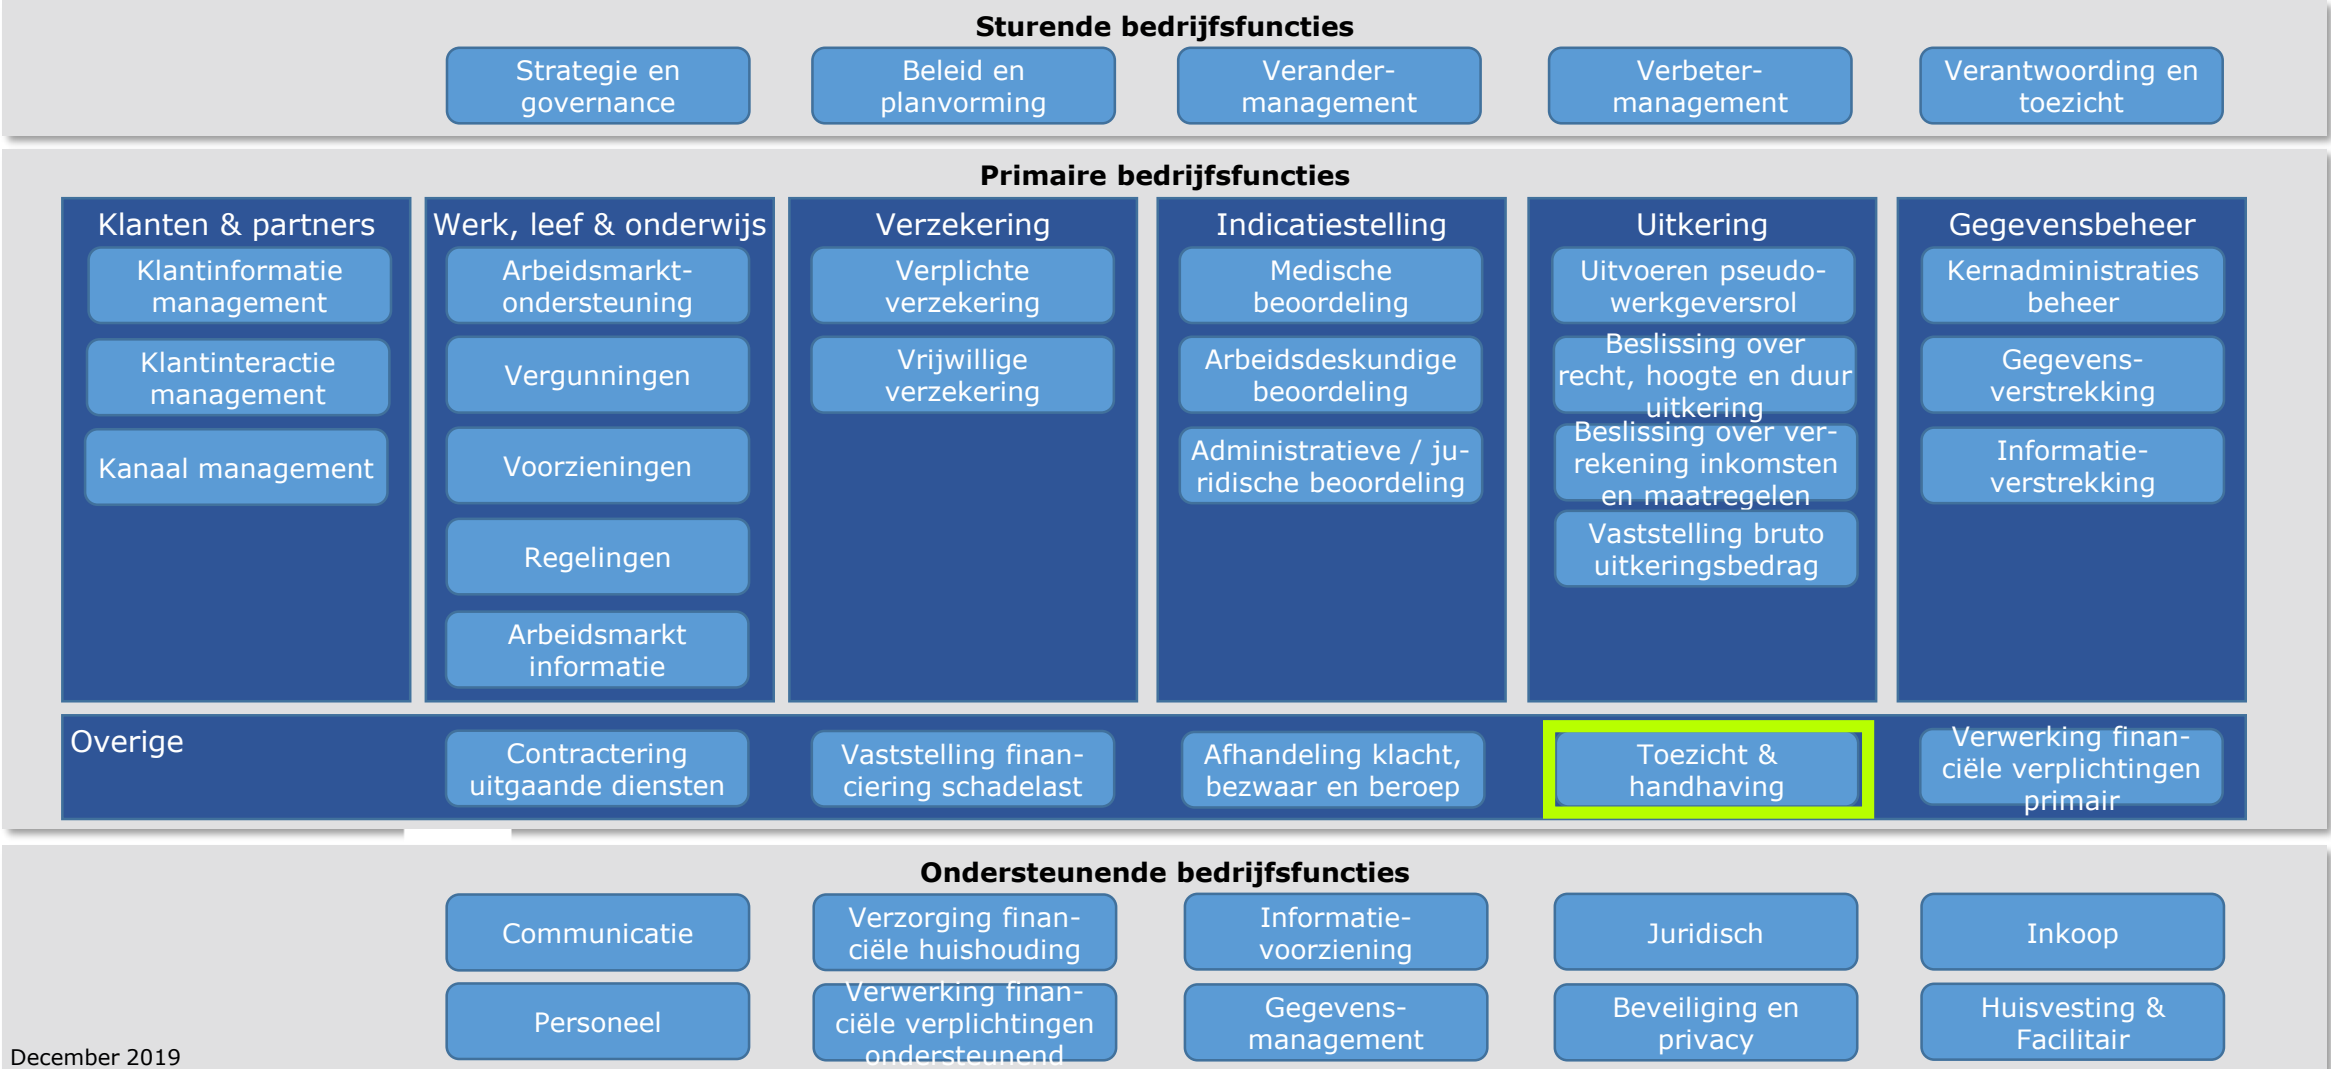 Sturende bedrijfsfuncties
Strategie en
governance
Beleid en
planvorming
Verander-
management
Verbeter-
management
Verantwoording en
toezicht
Primaire bedrijfsfuncties
Klanten & partners
Klantinformatie
management
Klantinteractie
management
Kanaal management
Werk, leef & onderwijs
Arbeidsmarkt-
ondersteuning
Vergunningen
Voorzieningen
Regelingen
Arbeidsmarkt
informatie
Verzekering
Verplichte
verzekering
Vrijwillige
verzekering
Indicatiestelling
Medische
beoordeling
Arbeidsdeskundige
beoordeling
Administratieve / ju-
ridische beoordeling
Uitkering
Uitvoeren pseudo-
werkgeversrol
Beslissing over
recht, hoogte en duur
uitkering
Beslissing over ver-
rekening inkomsten
en maatregelen
Vaststelling bruto
uitkeringsbedrag
Gegevensbeheer
Kernadministraties
beheer
Gegevens-
verstrekking
Informatie-
verstrekking
Overige
Contractering
uitgaande diensten
Vaststelling finan-
ciering schadelast
Afhandeling klacht,
bezwaar en beroep
Toezicht &
handhaving
Verwerking finan-
ciële verplichtingen
primair
Ondersteunende bedrijfsfuncties
Communicatie
Verzorging finan-
ciële huishouding
Informatie-
voorziening
Juridisch
Inkoop
Personeel
Verwerking finan-
ciële verplichtingen
ondersteunend
Gegevens-
management
Beveiliging en
privacy
Huisvesting &
Facilitair
December 2019